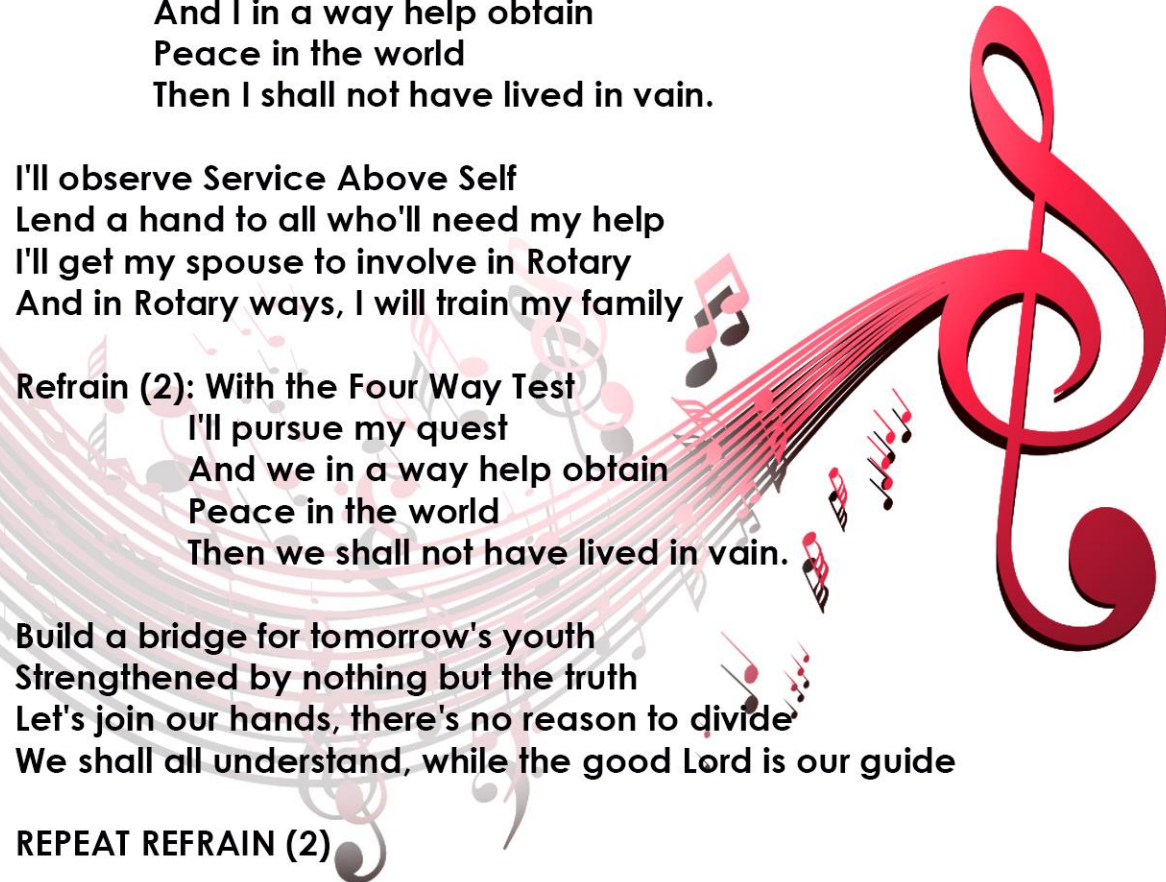 And I in a way help obtain
Peace in the world
Then I shall not have lived in vain.
I'll observe Service Above Self
Lend a hand to all who'll need my help
I'll get my spouse to involve in Rotary
And in Rotary ways, I will train my family
Refrain (2): With the Four Way Test
I'll pursue my quest
And we in a way help obtain
Peace in the world
Then we shall not have lived in vain.
Build a bridge for tomorrow's youth
Strengthened by nothing but the truth
Let's join our hands, there's no reason to divide
We shall all understand, while the good Lord is our guide
REPEAT REFRAIN (2)